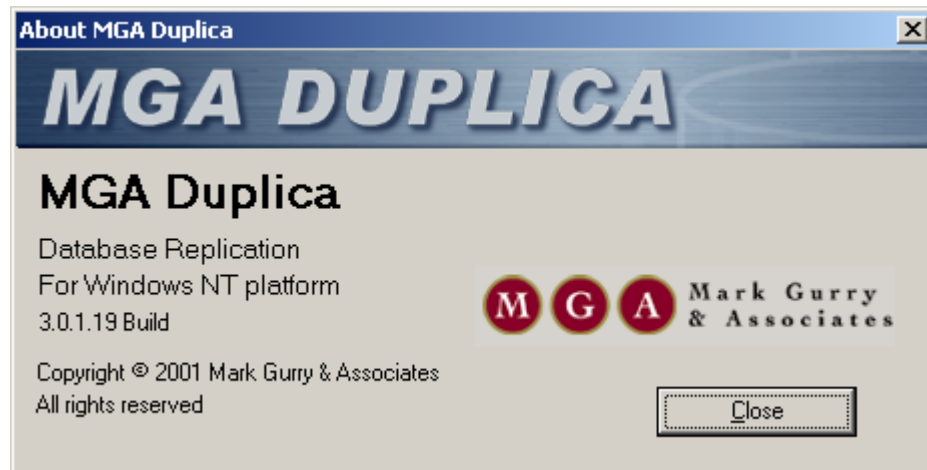 About MGA Duplica
MGA DUPLICA
MGA Duplica
Database Replication
For Windows NT platform
3.0.1.19 Build
M G A Mark Gurry
& Associates
Copyright © 2001 Mark Gurry & Associates
All rights reserved
Close